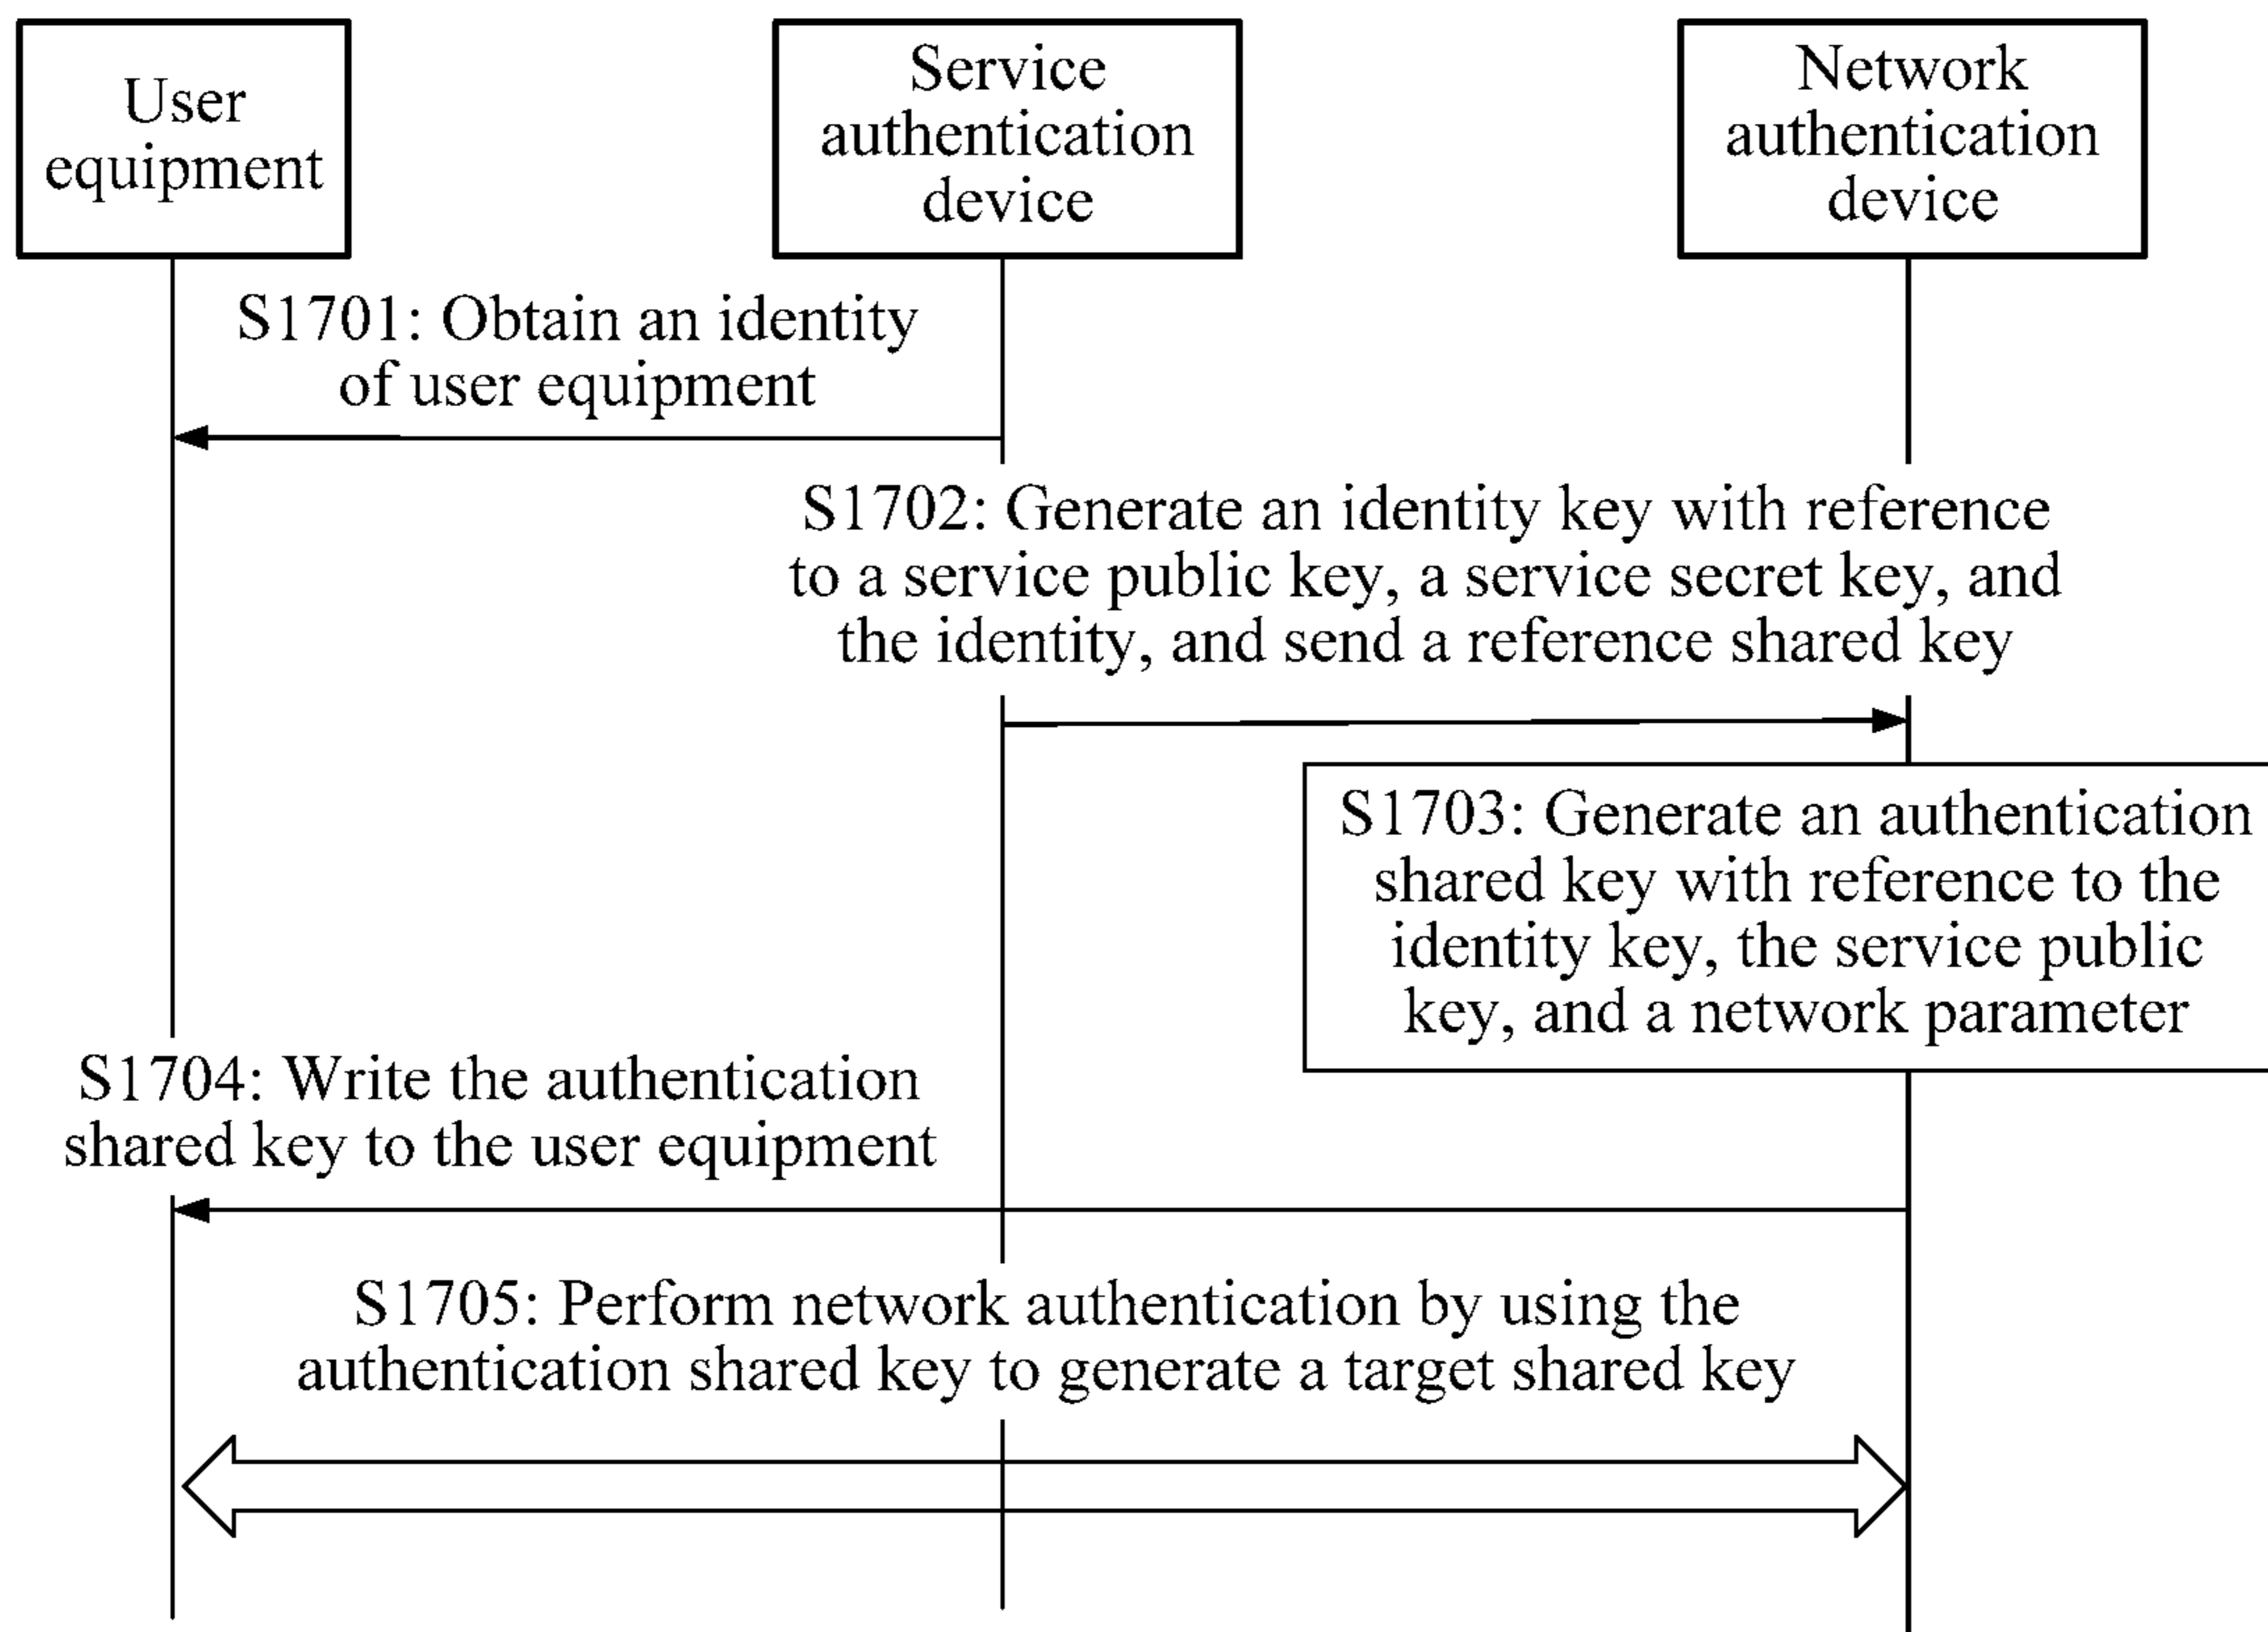 User
equipment
Service
authentication
device
Network
authentication
device
S1701: Obtain an identity
of user equipment
S1702: Generate an identity key with reference
to a service public key, a service secret key, and
the identity, and send a reference shared key
S1703: Generate an authentication
shared key with reference to the
identity key, the service public
key, and a network parameter
S1704: Write the authentication
shared key to the user equipment
S1705: Perform network authentication by using the
authentication shared key to generate a target shared key